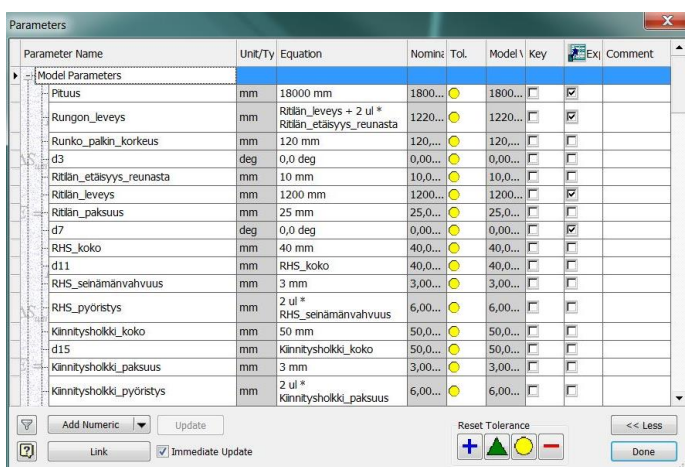 Parameters
Parameter Name Unit/Ty Equation Nomina Tol. Model V Key Ex Comment
Model Parameters
Pituus mm 18000 mm 1800... 1800...
Rungon_leveys mm Ritilän_leveys + 2 ul * 1220... 1220...
Ritilän_etäisyys_reunasta
Runko_palkin_korkeus mm 120 mm 120,... 120,...
d3 deg 0,0 deg 0,00... 0,00...
Ritilän_etäisyys_reunasta mm 10 mm 10,0... 10,0...
Ritilän_leveys mm 1200 mm 1200... 1200...
Ritilän_paksuus mm 25 mm 25,0... 25,0...
d7 deg 0,0 deg 0,00... 0,00...
RHS_koko mm 40 mm 40,0... 40,0...
d11 mm RHS_koko 40,0... 40,0...
RHS_seinämänvahvuus mm 3 mm 3,00... 3,00...
RHS_pyöristys mm 2 ul * 6,00... 6,00...
RHS_seinämänvahvuus
Kiinnitysholkki_koko mm 50 mm 50,0... 50,0...
d15 mm Kiinnitysholkki_koko 50,0... 50,0...
Kiinnitysholkki_paksuus mm 3 mm 3,00... 3,00...
Kiinnitysholkki_pyöristys mm 2 ul * 6,00... 6,00...
Kiinnitysholkki_paksuus
Add Numeric Update Reset Tolerance << Less
Link Immediate Update Done